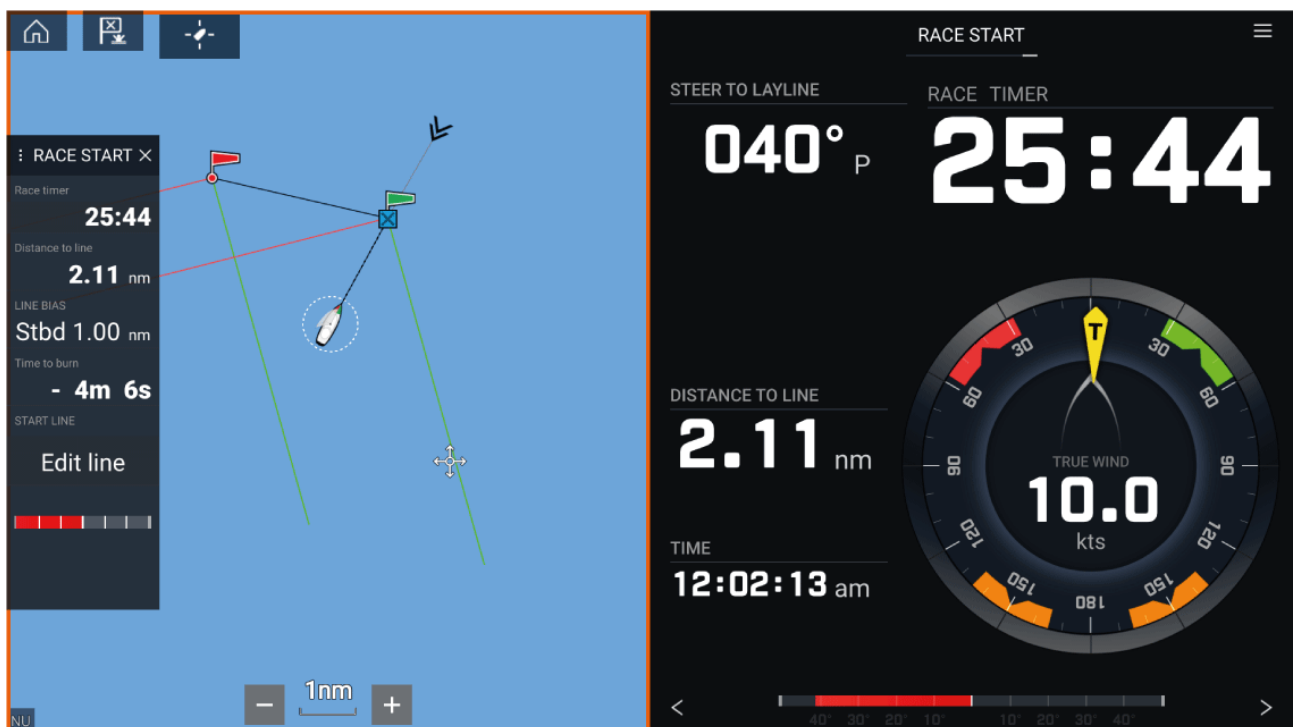 RACE START
Race timer
25:44
Distance to line
2.11 nm
LINE BIAS
Stbd 1.00 nm
Time to burn
- 4m 6s
START LINE
Edit line
1nm
NU
RACE START
STEER TO LAYLINE
040° P
RACE TIMER
25:44
DISTANCE TO LINE
2.11 nm
TIME
12:02:13 am
T
30 30
60 60
90 90
120 120
150 150
180
TRUE WIND
10.0
kts
40° 30° 20° 10° 10° 20° 30° 40°